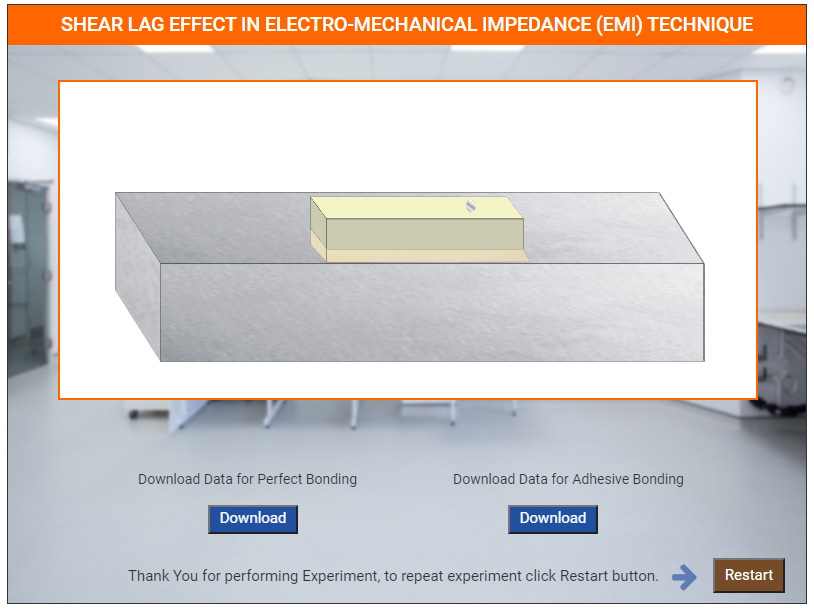 SHEAR LAG EFFECT IN ELECTRO-MECHANICAL IMPEDANCE (EMI) TECHNIQUE
Download Data for Perfect Bonding
Download Data for Adhesive Bonding
Download
Download
Thank You for performing Experiment, to repeat experiment click Restart button.
Restart